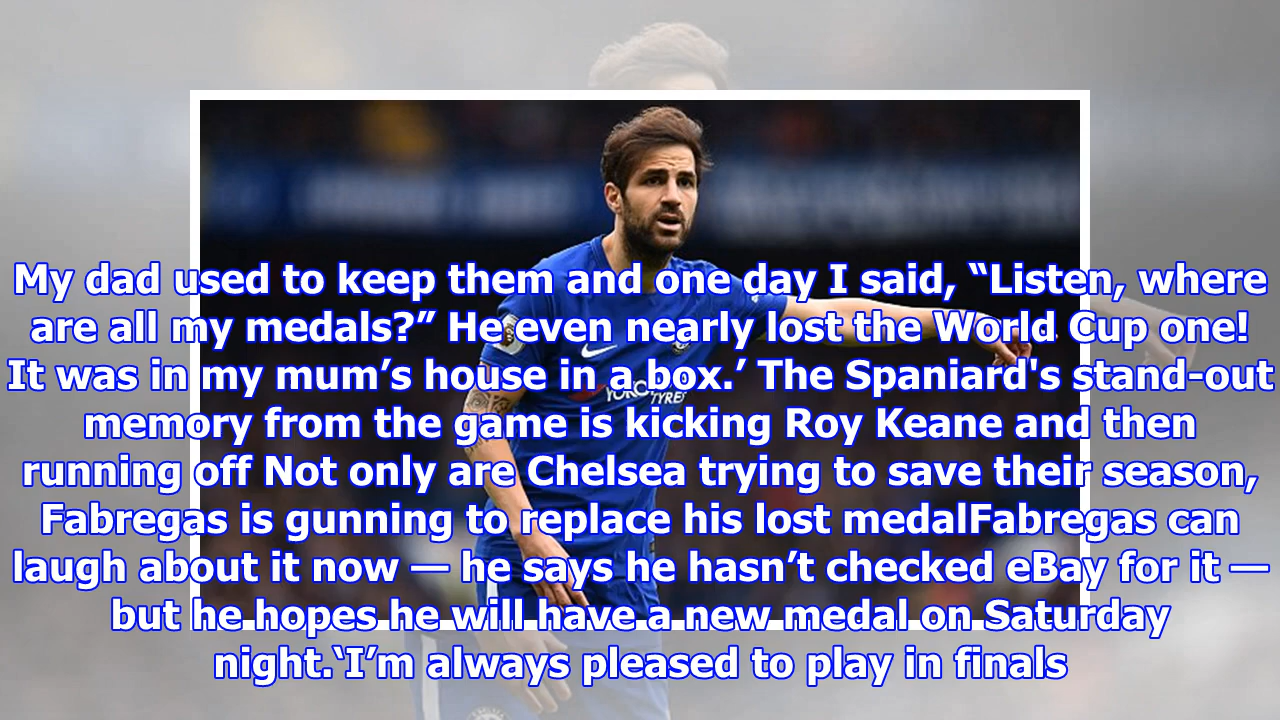 My dad used to keep them and one day I said, “Listen, where
are all my medals?” He even nearly lost the World Cup one!
It was in my mum’s house in a box.’ The Spaniard's stand-out
memory from the game is kicking Roy Keane and then
running off Not only are Chelsea trying to save their season,
Fabregas is gunning to replace his lost medalFabregas can
laugh about it now — he says he hasn’t checked eBay for it —
but he hopes he will have a new medal on Saturday
night.‘I’m always pleased to play in finals
YOKOHAMA
TYRES